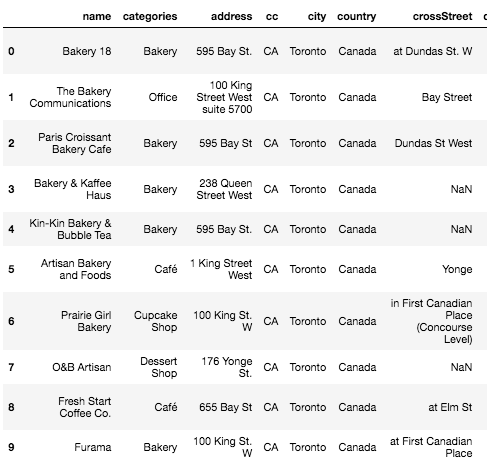 name categories address cc city country crossStreet
0 Bakery 18 Bakery 595 Bay St. CA Toronto Canada at Dundas St. W
1 The Bakery Communications Office 100 King Street West suite 5700 CA Toronto Canada Bay Street
2 Paris Croissant Bakery Cafe Bakery 595 Bay St CA Toronto Canada Dundas St West
3 Bakery & Kaffee Haus Bakery 238 Queen Street West CA Toronto Canada NaN
4 Kin-Kin Bakery & Bubble Tea Bakery 595 Bay St. CA Toronto Canada NaN
5 Artisan Bakery and Foods Café 1 King Street West CA Toronto Canada Yonge
6 Prairie Girl Bakery Cupcake Shop 100 King St. W CA Toronto Canada in First Canadian Place (Concourse Level)
7 O&B Artisan Dessert Shop 176 Yonge St. CA Toronto Canada NaN
8 Fresh Start Coffee Co. Café 655 Bay St CA Toronto Canada at Elm St
9 Furama Bakery 100 King St. W CA Toronto Canada at First Canadian Place